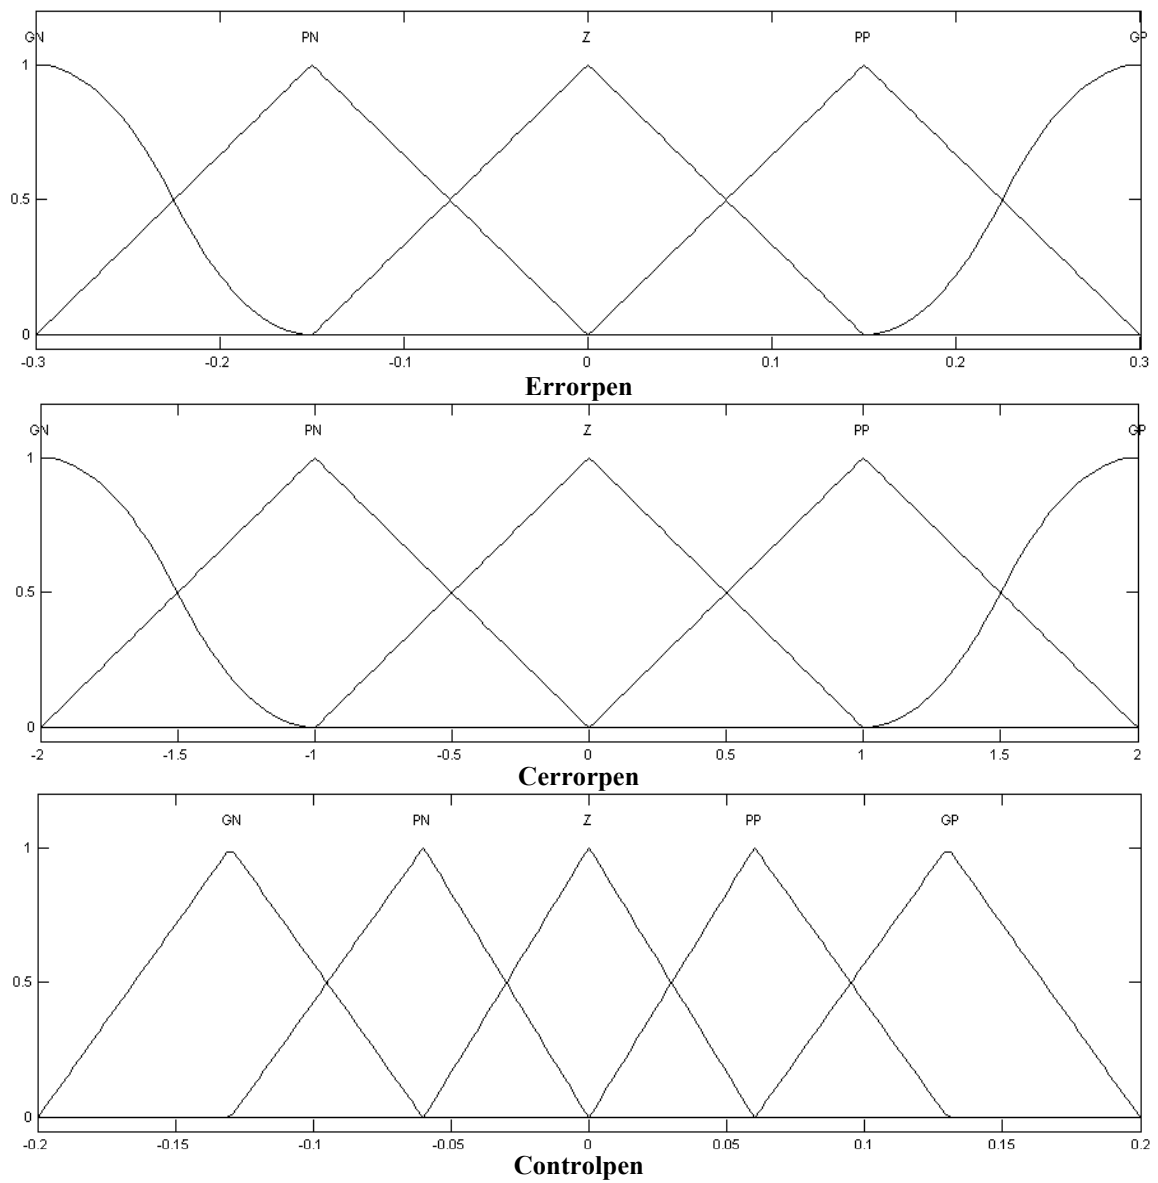 GN PN Z PP GP
1
0.5
0
-0.3 -0.2 -0.1 0 0.1 0.2 0.3
Errorpen
GN PN Z PP GP
1
0.5
0
-2 -1.5 -1 -0.5 0 0.5 1 1.5 2
Cerrorpen
GN PN Z PP GP
1
0.5
0
-0.2 -0.15 -0.1 -0.05 0 0.05 0.1 0.15 0.2
Controlpen